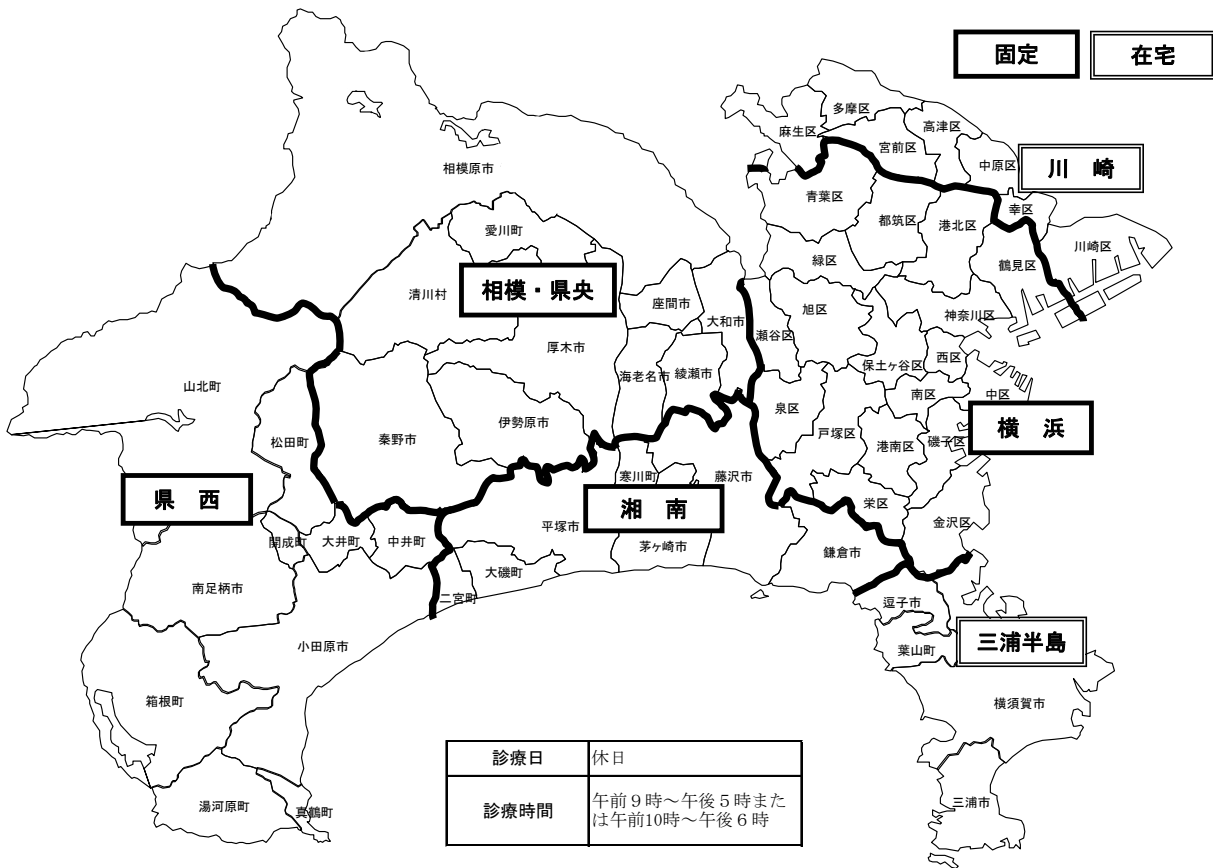 固定
在宅
多摩区
高津区
麻生区
宮前区
中原区
川 崎
相模原市
青葉区
幸区
都筑区
港北区
川崎区
愛川町
緑区
鶴見区
清川村
相模・県央
座間市
旭区
大和市
神奈川区
瀬谷区
厚木市
西区
保土ヶ谷区
海老名市
綾瀬市
山北町
南区
中区
泉区
伊勢原市
横 浜
松田町
秦野市
戸塚区
港南区
磯子区
寒川町
藤沢市
県 西
湘 南
栄区
金沢区
平塚市
開成町
大井町
中井町
茅ヶ崎市
鎌倉市
大磯町
南足柄市
二宮町
逗子市
小田原市
三浦半島
葉山町
箱根町
横須賀市
診療日
休日
診療時間
午前9時~午後5時また
は午前10時~午後6時
湯河原町
真鶴町
三浦市